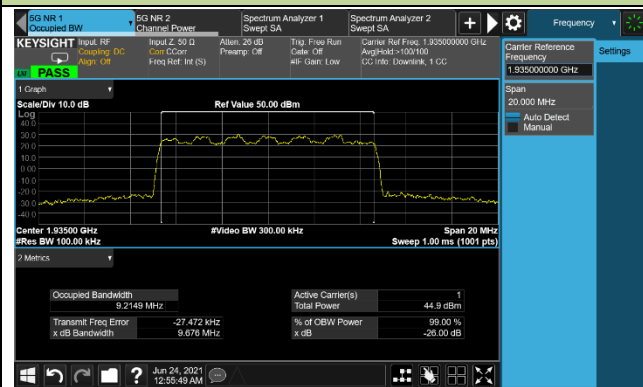 5G NR 1
Occupied BW
5G NR 2
Channel Power
Spectrum Analyzer 1
Swept SA
Spectrum Analyzer 2
Swept SA
Frequency
KEYSIGHT
Input: RF
Coupling: DC
Align: Off
Input Z: 50 Ω
Corr CCorr
Freq Ref: Int (S)
Atten: 26 dB
Preamp: Off
Trig: Free Run
Gate: Off
#IF Gain: Low
Carrier Ref Freq: 1.935000000 GHz
Avg|Hold:>100/100
CC Info: Downlink, 1 CC
PASS
Carrier Reference
Frequency
1.935000000 GHz
Settings
Span
20.000 MHz
Auto Detect
Manual
1 Graph
Scale/Div 10.0 dB
Ref Value 50.00 dBm
Log
40.0
30.0
20.0
10.0
0.00
-10.0
-20.0
-30.0
-40.0
Center 1.93500 GHz
#Res BW 100.00 kHz
#Video BW 300.00 kHz
Span 20 MHz
Sweep 1.00 ms (1001 pts)
2 Metrics
Occupied Bandwidth
9.2149 MHz
Active Carrier(s) 1
Total Power 44.9 dBm
Transmit Freq Error -27.472 kHz
x dB Bandwidth 9.676 MHz
% of OBW Power 99.00 %
x dB -26.00 dB
Jun 24, 2021
12:55:49 AM